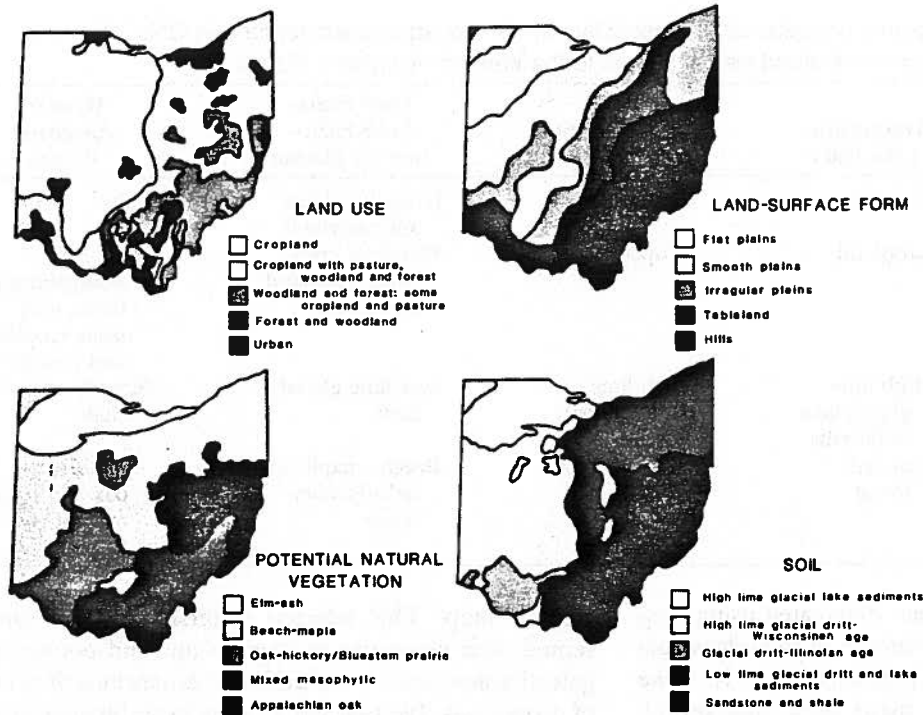 LAND USE
Cropland
Cropland with pasture,
woodland and forest
Woodland and forest: some
cropland and pasture
Forest and woodland
Urban
LAND-SURFACE FORM
Flat plains
Smooth plains
Irregular plains
Tableland
Hills
POTENTIAL NATURAL
VEGETATION
Elm-ash
Beech-maple
Oak-hickory/Bluestem prairie
Mixed mesophytic
Appalachian oak
SOIL
High lime glacial lake sediments
High lime glacial drift-
Wisconsinan age
Glacial drift-Illinoian age
Low lime glacial drift and lake
sediments
Sandstone and shale